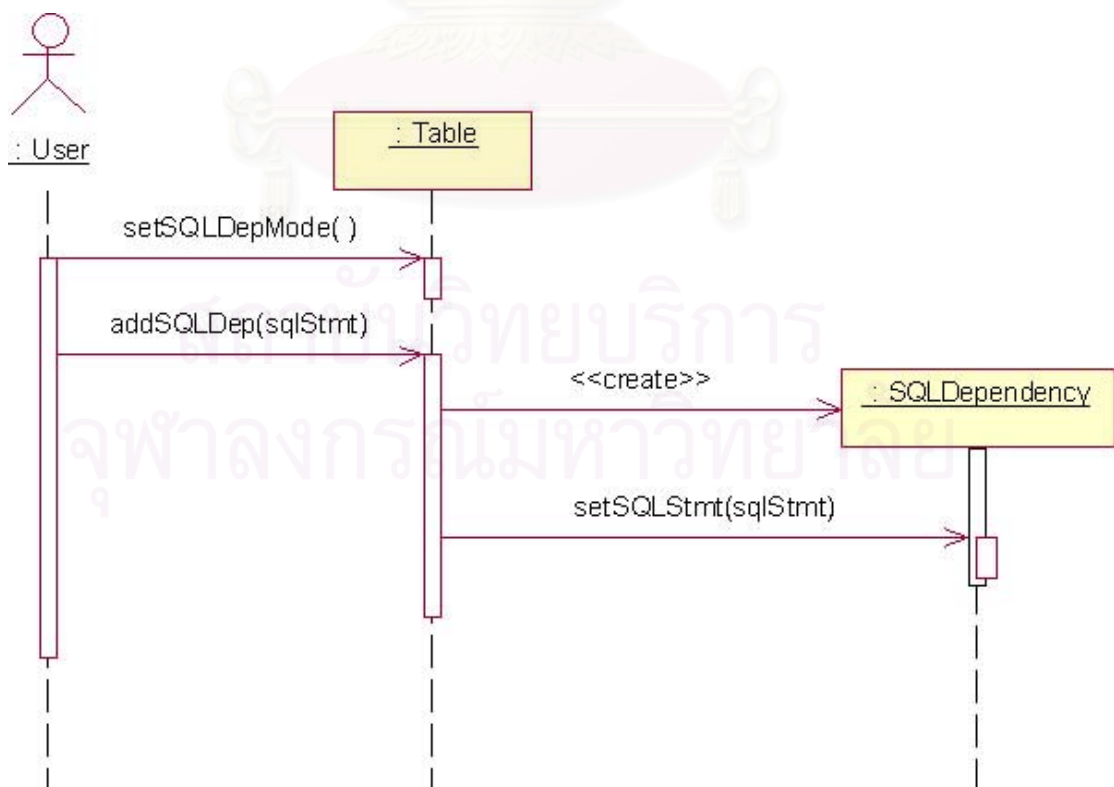 : User
: Table
setSQLDepMode( )
addSQLDep(sqlStmt)
<<create>>
: SQLDependency
setSQLStmt(sqlStmt)
สถาบันวิทยบริการ
จุฬาลงกรณ์มหาวิทยาลัย